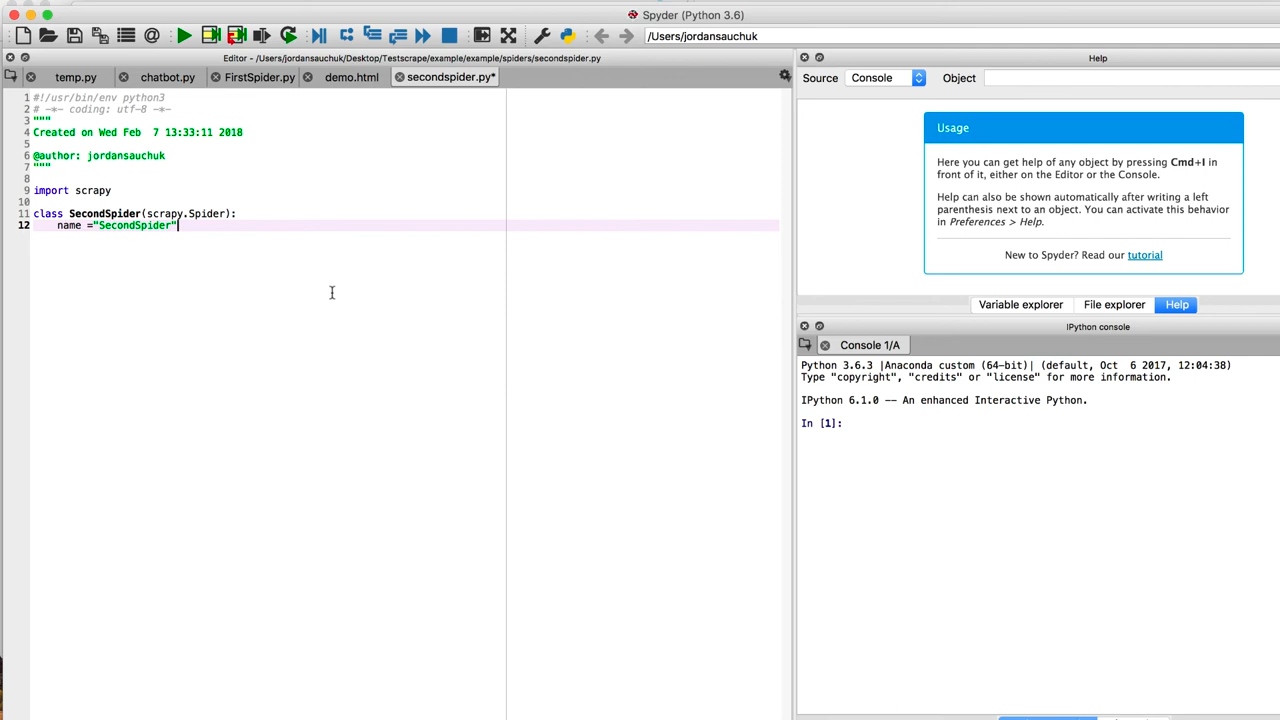 Spyder (Python 3.6)
/Users/jordansauchuk
Editor - /Users/jordansauchuk/Desktop/Testscrape/example/example/spiders/secondspider.py
temp.py
chatbot.py
FirstSpider.py
demo.html
secondspider.py*
1 #!/usr/bin/env python3
2 # -*- coding: utf-8 -*-
3 """
4 Created on Wed Feb  7 13:33:11 2018
5
6 @author: jordansauchuk
7 """
8
9 import scrapy
10
11 class SecondSpider(scrapy.Spider):
12     name ="SecondSpider"
Help
Source Console Object
Usage
Here you can get help of any object by pressing Cmd+I in
front of it, either on the Editor or the Console.
Help can also be shown automatically after writing a left
parenthesis next to an object. You can activate this behavior
in Preferences > Help.
New to Spyder? Read our tutorial
Variable explorer File explorer Help
IPython console
Console 1/A
Python 3.6.3 |Anaconda custom (64-bit)| (default, Oct  6 2017, 12:04:38)
Type "copyright", "credits" or "license" for more information.
IPython 6.1.0 -- An enhanced Interactive Python.
In [1]: